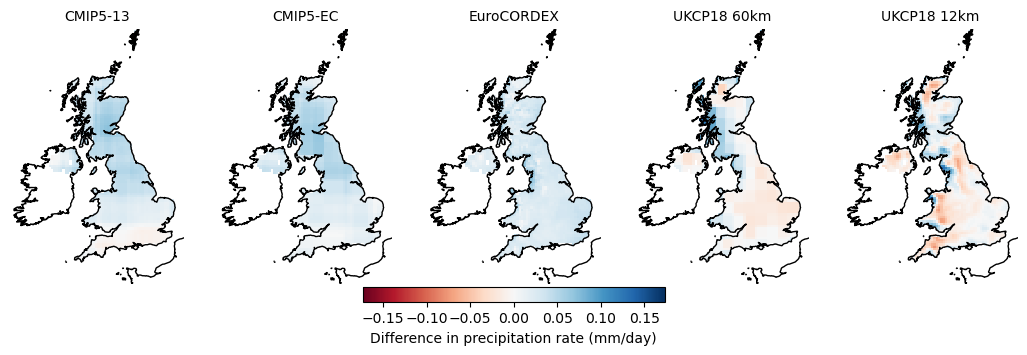 CMIP5-13
CMIP5-EC
EuroCORDEX
UKCP18 60km
UKCP18 12km
−0.15 −0.10 −0.05 0.00 0.05 0.10 0.15
Difference in precipitation rate (mm/day)